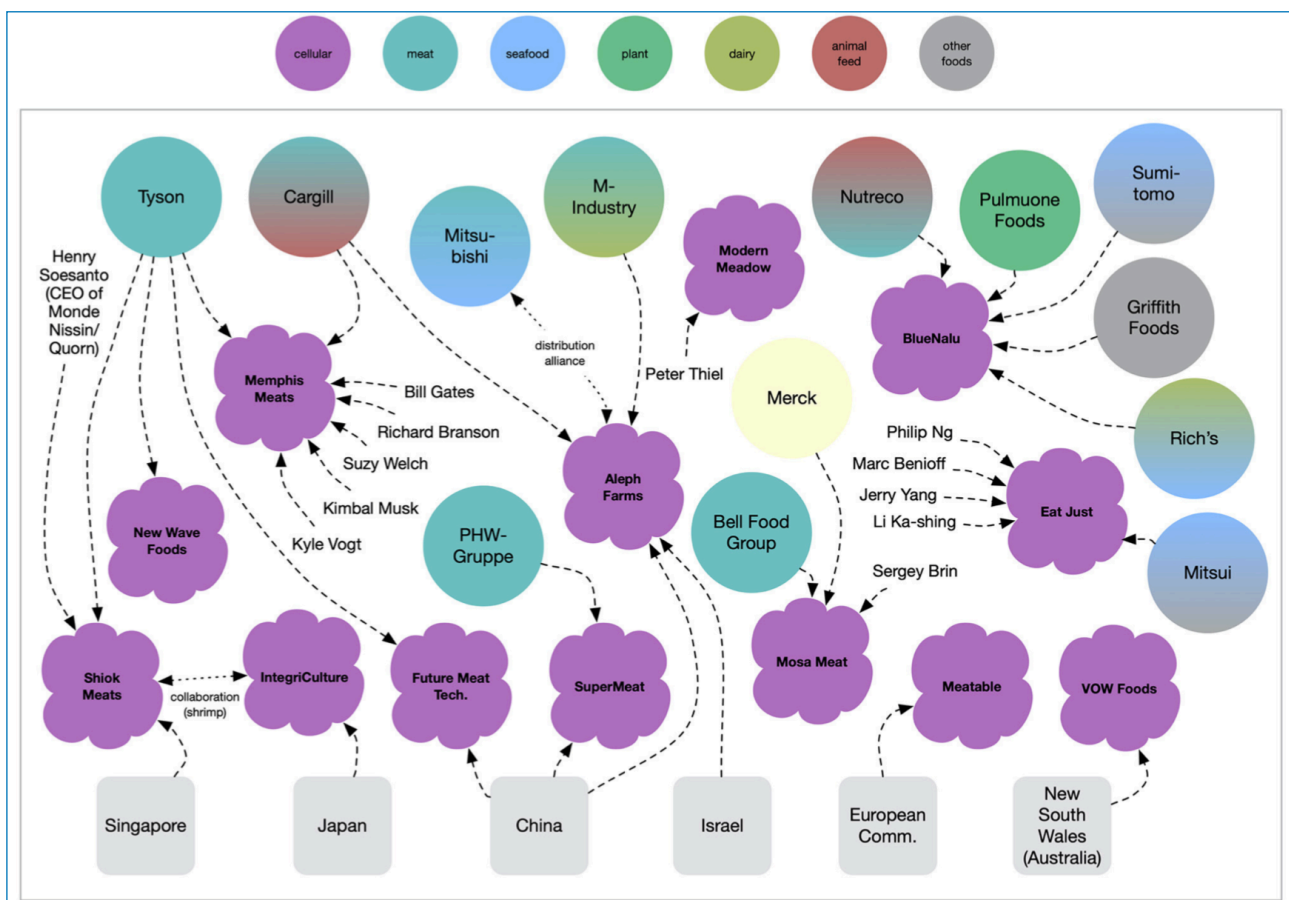 cellular
meat
seafood
plant
dairy
animal
feed
other
foods
Tyson
Cargill
Mitsu-
bishi
M-
Industry
Modern
Meadow
Nutreco
Pulmuone
Foods
Sumi-
tomo
Henry
Soesanto
(CEO of
Monde
Nissin/
Quorn)
Griffith
Foods
BlueNalu
distribution
alliance
Peter Thiel
Memphis
Meats
Bill Gates
Richard Branson
Suzy Welch
Kimbal Musk
Kyle Vogt
Merck
Rich's
Philip Ng
Marc Benioff
Jerry Yang
Li Ka-shing
Eat Just
Aleph
Farms
New Wave
Foods
PHW-
Gruppe
Bell Food
Group
Sergey Brin
Mitsui
Shiok
Meats
collaboration
(shrimp)
IntegriCulture
Future Meat
Tech.
SuperMeat
Mosa Meat
Meatable
VOW Foods
Singapore
Japan
China
Israel
European
Comm.
New
South
Wales
(Australia)